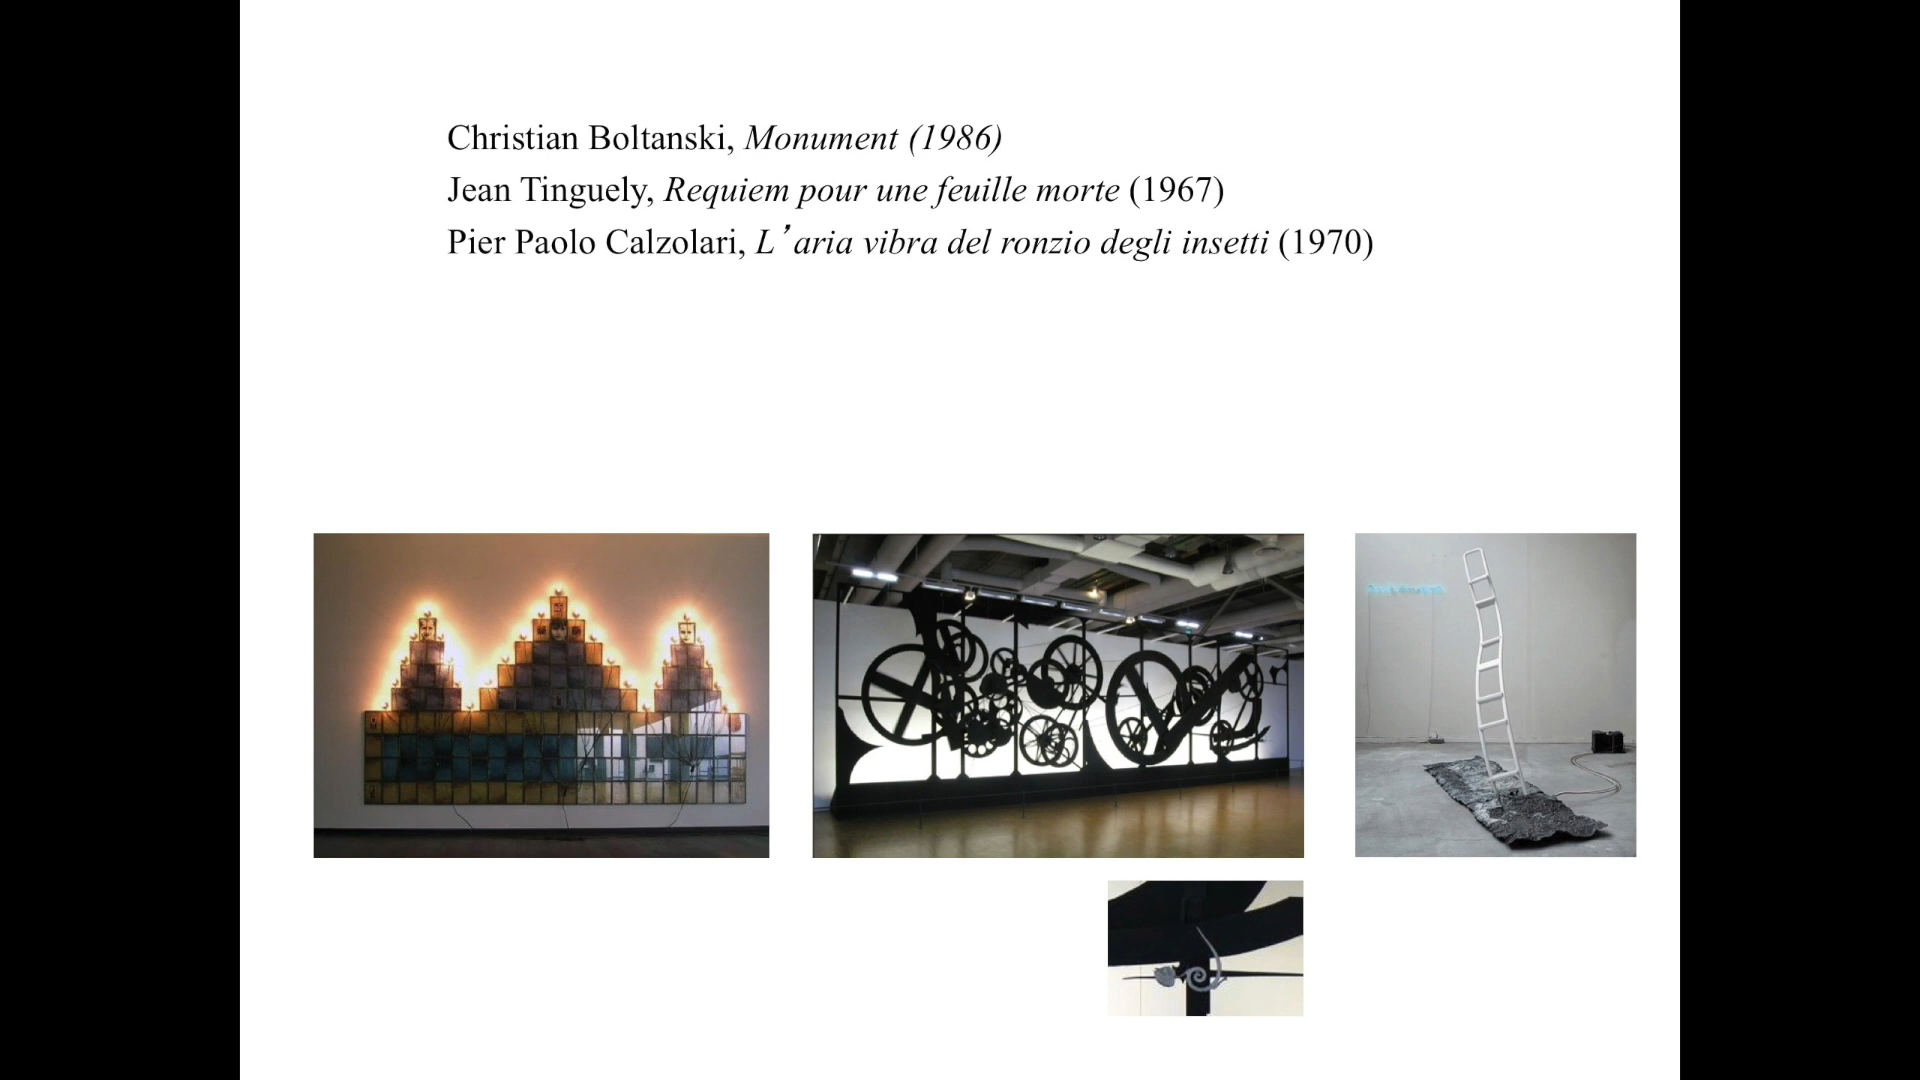 Christian Boltanski, Monument (1986)
Jean Tinguely, Requiem pour une feuille morte (1967)
Pier Paolo Calzolari, L’aria vibra del ronzio degli insetti (1970)